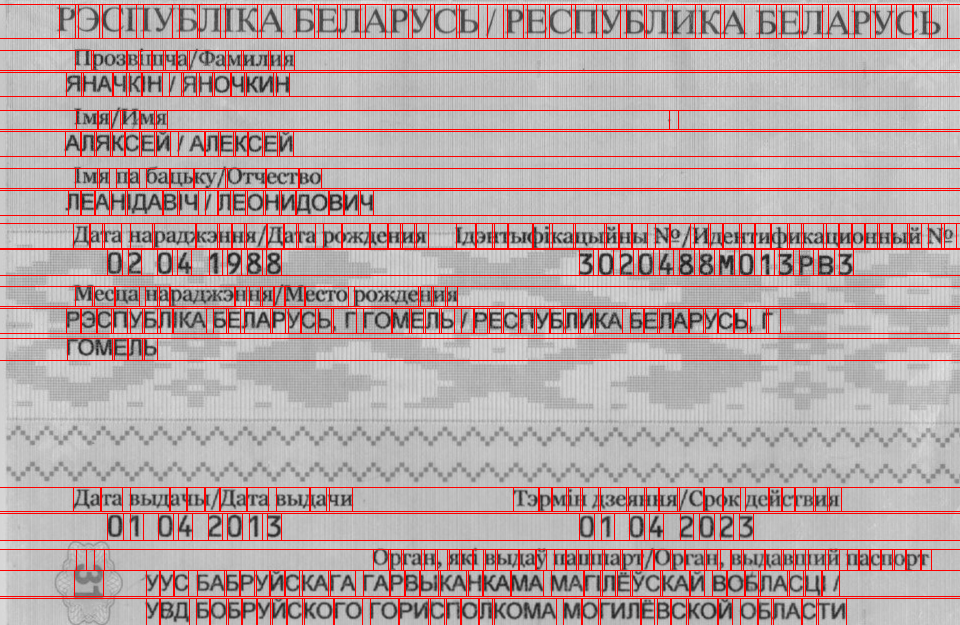 РЭСПУБЛІКА БЕЛАРУСЬ / РЕСПУБЛИКА БЕЛАРУСЬ
Прозвішча/Фамилия
ЯНАЧКІН / ЯНОЧКИН
Імя/Имя
АЛЯКСЕЙ / АЛЕКСЕЙ
Імя па бацьку/Отчество
ЛЕАНІДАВІЧ / ЛЕОНИДОВИЧ
Дата нараджэння/Дата рождения Ідэнтыфікацыйны №/Идентификационный №
02 04 1988 3020488M013PB3
Месца нараджэння/Место рождения
РЭСПУБЛІКА БЕЛАРУСЬ, Г ГОМЕЛЬ / РЕСПУБЛИКА БЕЛАРУСЬ, Г
ГОМЕЛЬ
Дата выдачы/Дата выдачи Тэрмін дзеяння/Срок действия
01 04 2013 01 04 2023
Орган, які выдаў пашпарт/Орган, выдавший паспорт
31
УУС БАБРУЙСКАГА ГАРВЫКАНКАМА МАГІЛЁЎСКАЙ ВОБЛАСЦІ /
УВД БОБРУЙСКОГО ГОРИСПОЛКОМА МОГИЛЁВСКОЙ ОБЛАСТИ